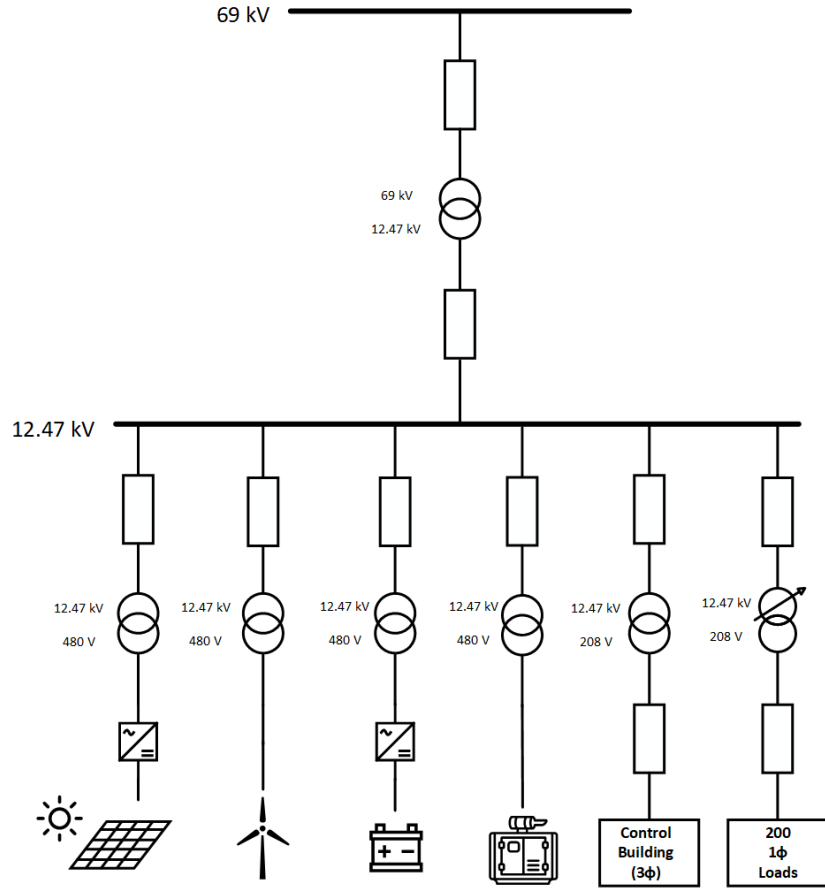 69 kV
69 kV
12.47 kV
12.47 kV
12.47 kV
480 V
12.47 kV
480 V
12.47 kV
480 V
12.47 kV
480 V
12.47 kV
208 V
12.47 kV
208 V
Control
Building
(3ϕ)
200
1ϕ
Loads